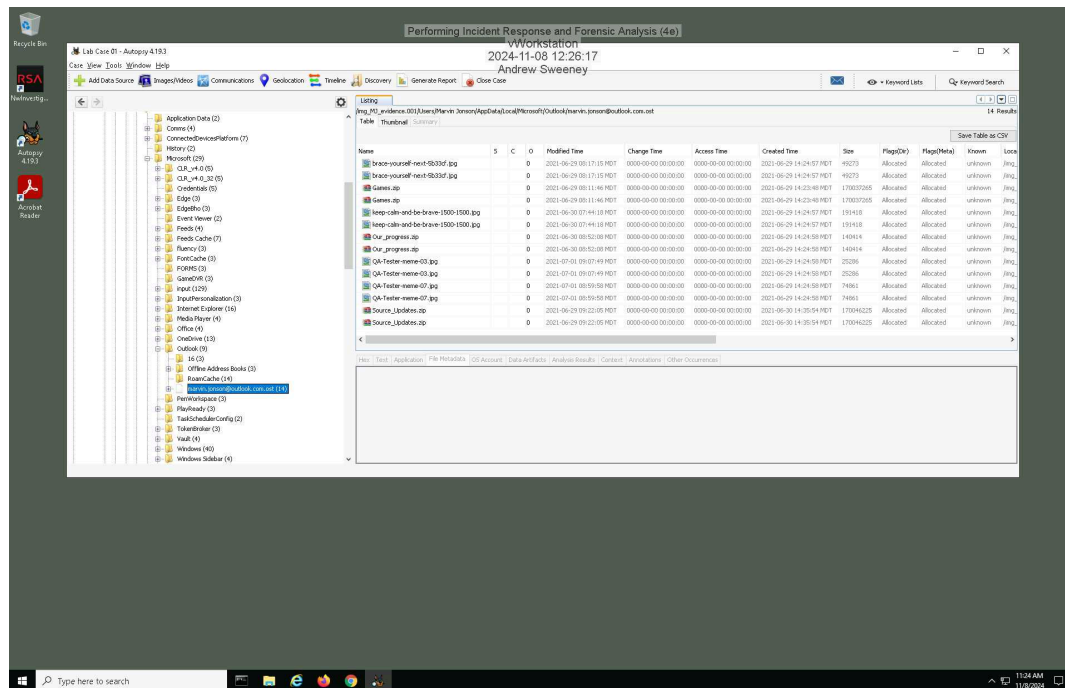 Performing Incident Response and Forensic Analysis (4e)
vWorkstation
2024-11-08 12:26:17
Andrew Sweeney
Recycle Bin
RSA
NwInvestig...
Autopsy 4.19.3
Acrobat Reader
Lab Case 01 - Autopsy 4.19.3
Case View Tools Window Help
Add Data Source Images/Videos Communications Geolocation Timeline Discovery Generate Report Close Case Keyword Lists Keyword Search
Application Data (2)
Comms (4)
ConnectedDevicesPlatform (7)
History (2)
Microsoft (29)
CLR_v4.0 (5)
CLR_v4.0_32 (5)
Credentials (5)
Edge (3)
EdgeBho (3)
Event Viewer (2)
Feeds (4)
Feeds Cache (7)
fluency (3)
FontCache (3)
FORMS (3)
GameDVR (3)
input (129)
InputPersonalization (3)
Internet Explorer (16)
Media Player (4)
Office (4)
OneDrive (13)
Outlook (9)
16 (3)
Offline Address Books (3)
RoamCache (14)
marvin.jonson@outlook.com.ost (14)
PenWorkspace (3)
PlayReady (3)
TaskSchedulerConfig (2)
TokenBroker (3)
Vault (4)
Windows (40)
Windows Sidebar (4)
Listing
/img_MJ_evidence.001/Users/Marvin Jonson/AppData/Local/Microsoft/Outlook/marvin.jonson@outlook.com.ost 14 Results
Table Thumbnail Summary
Save Table as CSV
Name S C O Modified Time Change Time Access Time Created Time Size Flags(Dir) Flags(Meta) Known Loca
brace-yourself-next-5b33cf.jpg 0 2021-06-29 08:17:15 MDT 0000-00-00 00:00:00 0000-00-00 00:00:00 2021-06-29 14:24:57 MDT 49273 Allocated Allocated unknown /img_
brace-yourself-next-5b33cf.jpg 0 2021-06-29 08:17:15 MDT 0000-00-00 00:00:00 0000-00-00 00:00:00 2021-06-29 14:24:57 MDT 49273 Allocated Allocated unknown /img_
Games.zip 0 2021-06-29 08:11:46 MDT 0000-00-00 00:00:00 0000-00-00 00:00:00 2021-06-29 14:23:48 MDT 170037265 Allocated Allocated unknown /img_
Games.zip 0 2021-06-29 08:11:46 MDT 0000-00-00 00:00:00 0000-00-00 00:00:00 2021-06-29 14:23:48 MDT 170037265 Allocated Allocated unknown /img_
keep-calm-and-be-brave-1500-1500.jpg 0 2021-06-30 07:44:18 MDT 0000-00-00 00:00:00 0000-00-00 00:00:00 2021-06-29 14:24:57 MDT 191418 Allocated Allocated unknown /img_
keep-calm-and-be-brave-1500-1500.jpg 0 2021-06-30 07:44:18 MDT 0000-00-00 00:00:00 0000-00-00 00:00:00 2021-06-29 14:24:57 MDT 191418 Allocated Allocated unknown /img_
Our_progress.zip 0 2021-06-30 08:52:08 MDT 0000-00-00 00:00:00 0000-00-00 00:00:00 2021-06-29 14:24:58 MDT 140414 Allocated Allocated unknown /img_
Our_progress.zip 0 2021-06-30 08:52:08 MDT 0000-00-00 00:00:00 0000-00-00 00:00:00 2021-06-29 14:24:58 MDT 140414 Allocated Allocated unknown /img_
QA-Tester-meme-03.jpg 0 2021-07-01 09:07:49 MDT 0000-00-00 00:00:00 0000-00-00 00:00:00 2021-06-29 14:24:58 MDT 25286 Allocated Allocated unknown /img_
QA-Tester-meme-03.jpg 0 2021-07-01 09:07:49 MDT 0000-00-00 00:00:00 0000-00-00 00:00:00 2021-06-29 14:24:58 MDT 25286 Allocated Allocated unknown /img_
QA-Tester-meme-07.jpg 0 2021-07-01 08:59:58 MDT 0000-00-00 00:00:00 0000-00-00 00:00:00 2021-06-29 14:24:58 MDT 74861 Allocated Allocated unknown /img_
QA-Tester-meme-07.jpg 0 2021-07-01 08:59:58 MDT 0000-00-00 00:00:00 0000-00-00 00:00:00 2021-06-29 14:24:58 MDT 74861 Allocated Allocated unknown /img_
Source_Updates.zip 0 2021-06-29 09:22:05 MDT 0000-00-00 00:00:00 0000-00-00 00:00:00 2021-06-30 14:35:54 MDT 170046225 Allocated Allocated unknown /img_
Source_Updates.zip 0 2021-06-29 09:22:05 MDT 0000-00-00 00:00:00 0000-00-00 00:00:00 2021-06-30 14:35:54 MDT 170046225 Allocated Allocated unknown /img_
Hex Text Application File Metadata OS Account Data Artifacts Analysis Results Context Annotations Other Occurrences
Type here to search
11:24 AM
11/8/2024